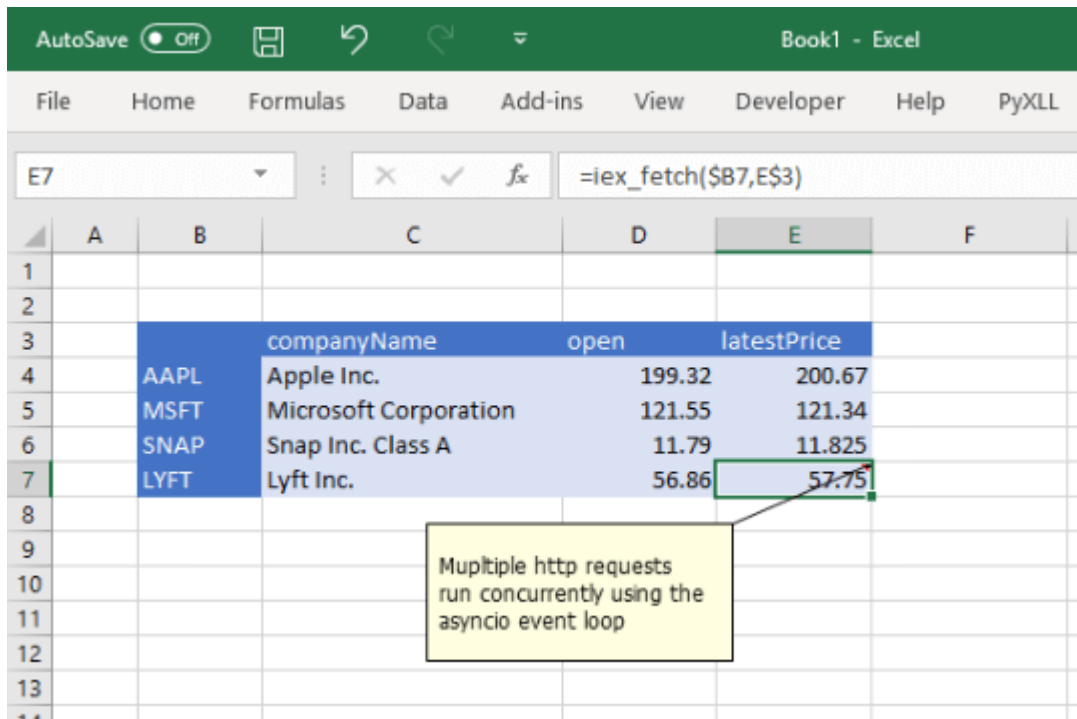 AutoSave Off Book1 - Excel
File Home Formulas Data Add-ins View Developer Help PyXLL
E7 fx =iex_fetch($B7,E$3)
A B C D E F
1
2
3 companyName open latestPrice
4 AAPL Apple Inc. 199.32 200.67
5 MSFT Microsoft Corporation 121.55 121.34
6 SNAP Snap Inc. Class A 11.79 11.825
7 LYFT Lyft Inc. 56.86 57.75
8
9
Mupltiple http requests
10
run concurrently using the
11
asyncio event loop
12
13